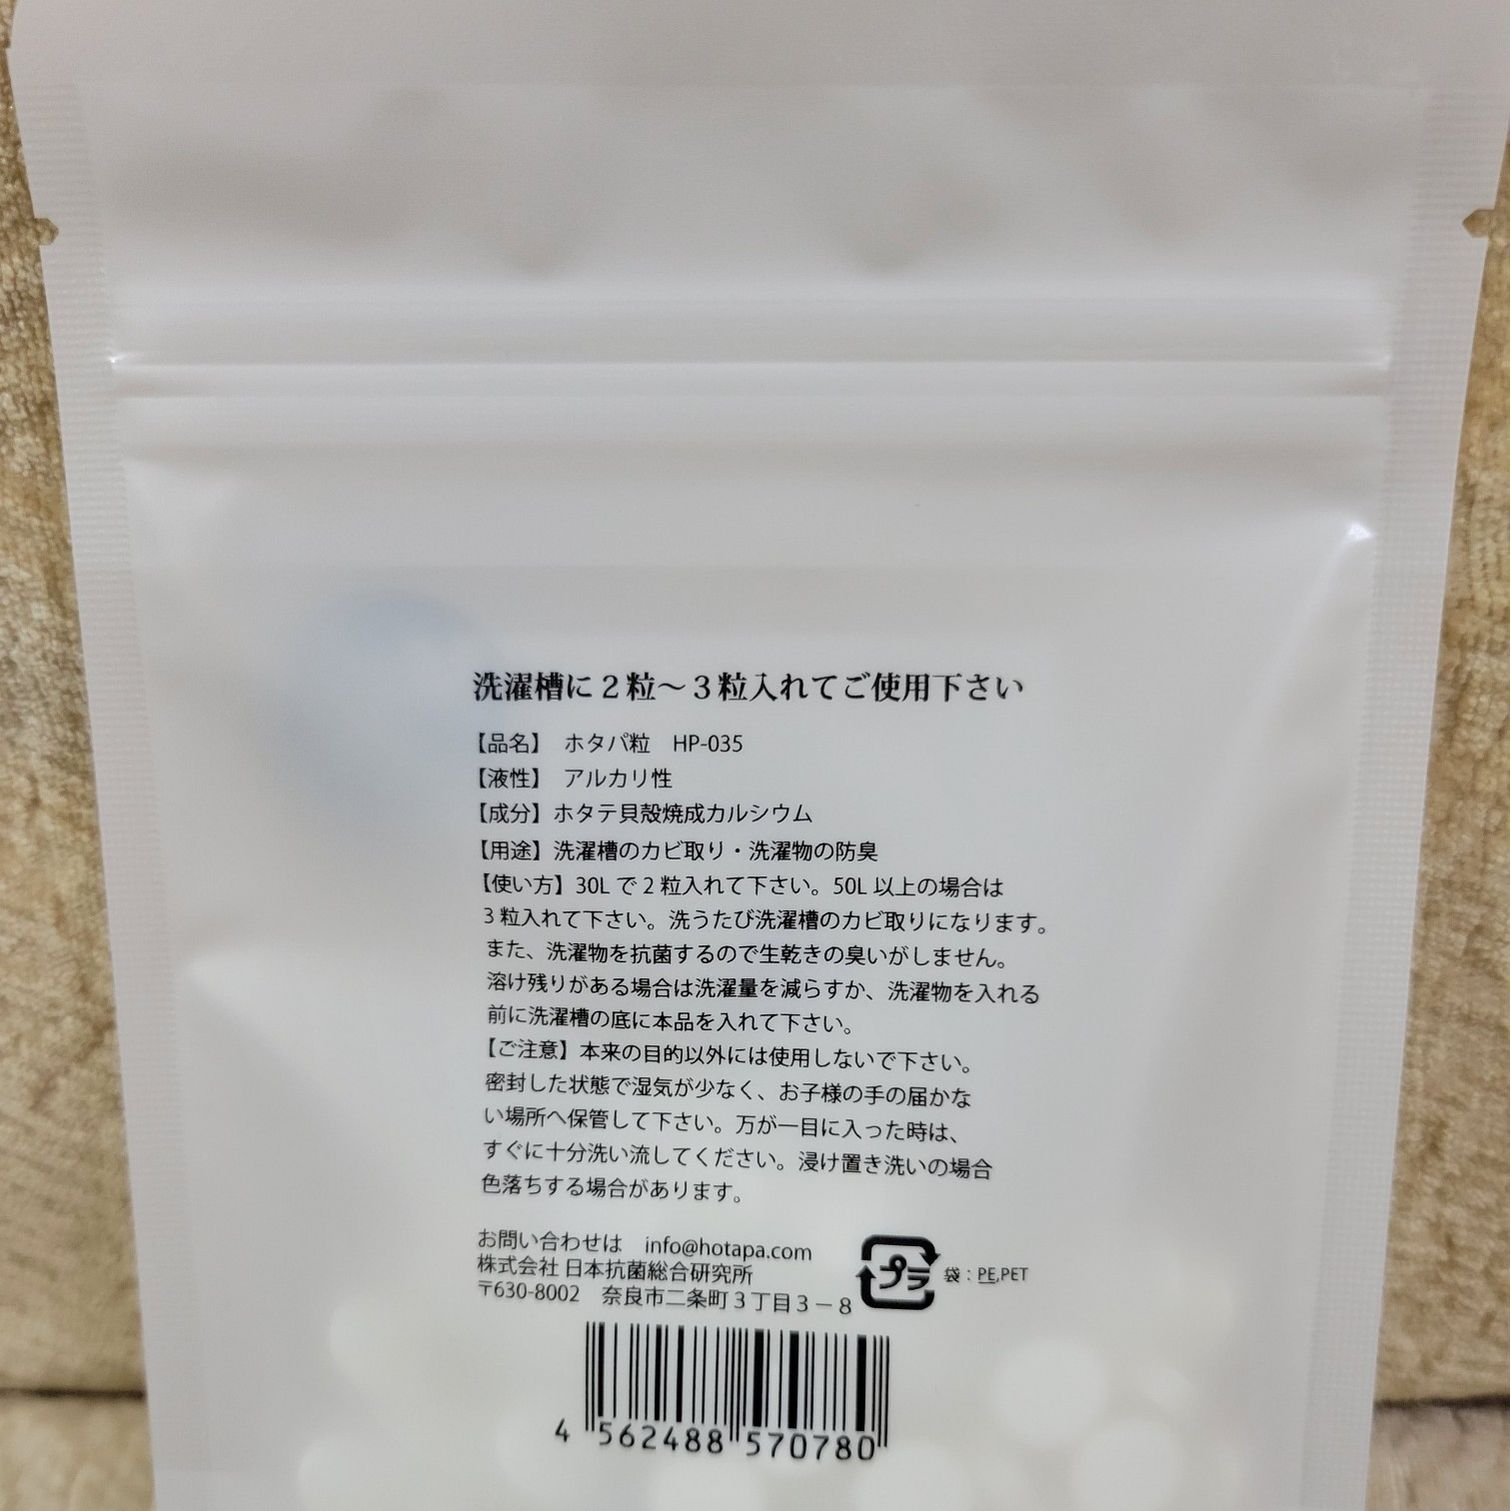 洗濯槽に２粒～３粒入れてご使用下さい
【品名】　ホタパ粒　HP-035
【液性】　アルカリ性
【成分】ホタテ貝殻焼成カルシウム
【用途】洗濯槽のカビ取り・洗濯物の防臭
【使い方】30L で 2 粒入れて下さい。50L 以上の場合は
3 粒入れて下さい。洗うたび洗濯槽のカビ取りになります。
また、洗濯物を抗菌するので生乾きの臭いがしません。
溶け残りがある場合は洗濯量を減らすか、洗濯物を入れる
前に洗濯槽の底に本品を入れて下さい。
【ご注意】本来の目的以外には使用しないで下さい。
密封した状態で湿気が少なく、お子様の手の届かな
い場所へ保管して下さい。万が一目に入った時は、
すぐに十分洗い流してください。浸け置き洗いの場合
色落ちする場合があります。
お問い合わせは　info@hotapa.com
株式会社 日本抗菌総合研究所
〒630-8002　奈良市二条町３丁目３－８
プラ 袋：PE,PET
4 562488 570780